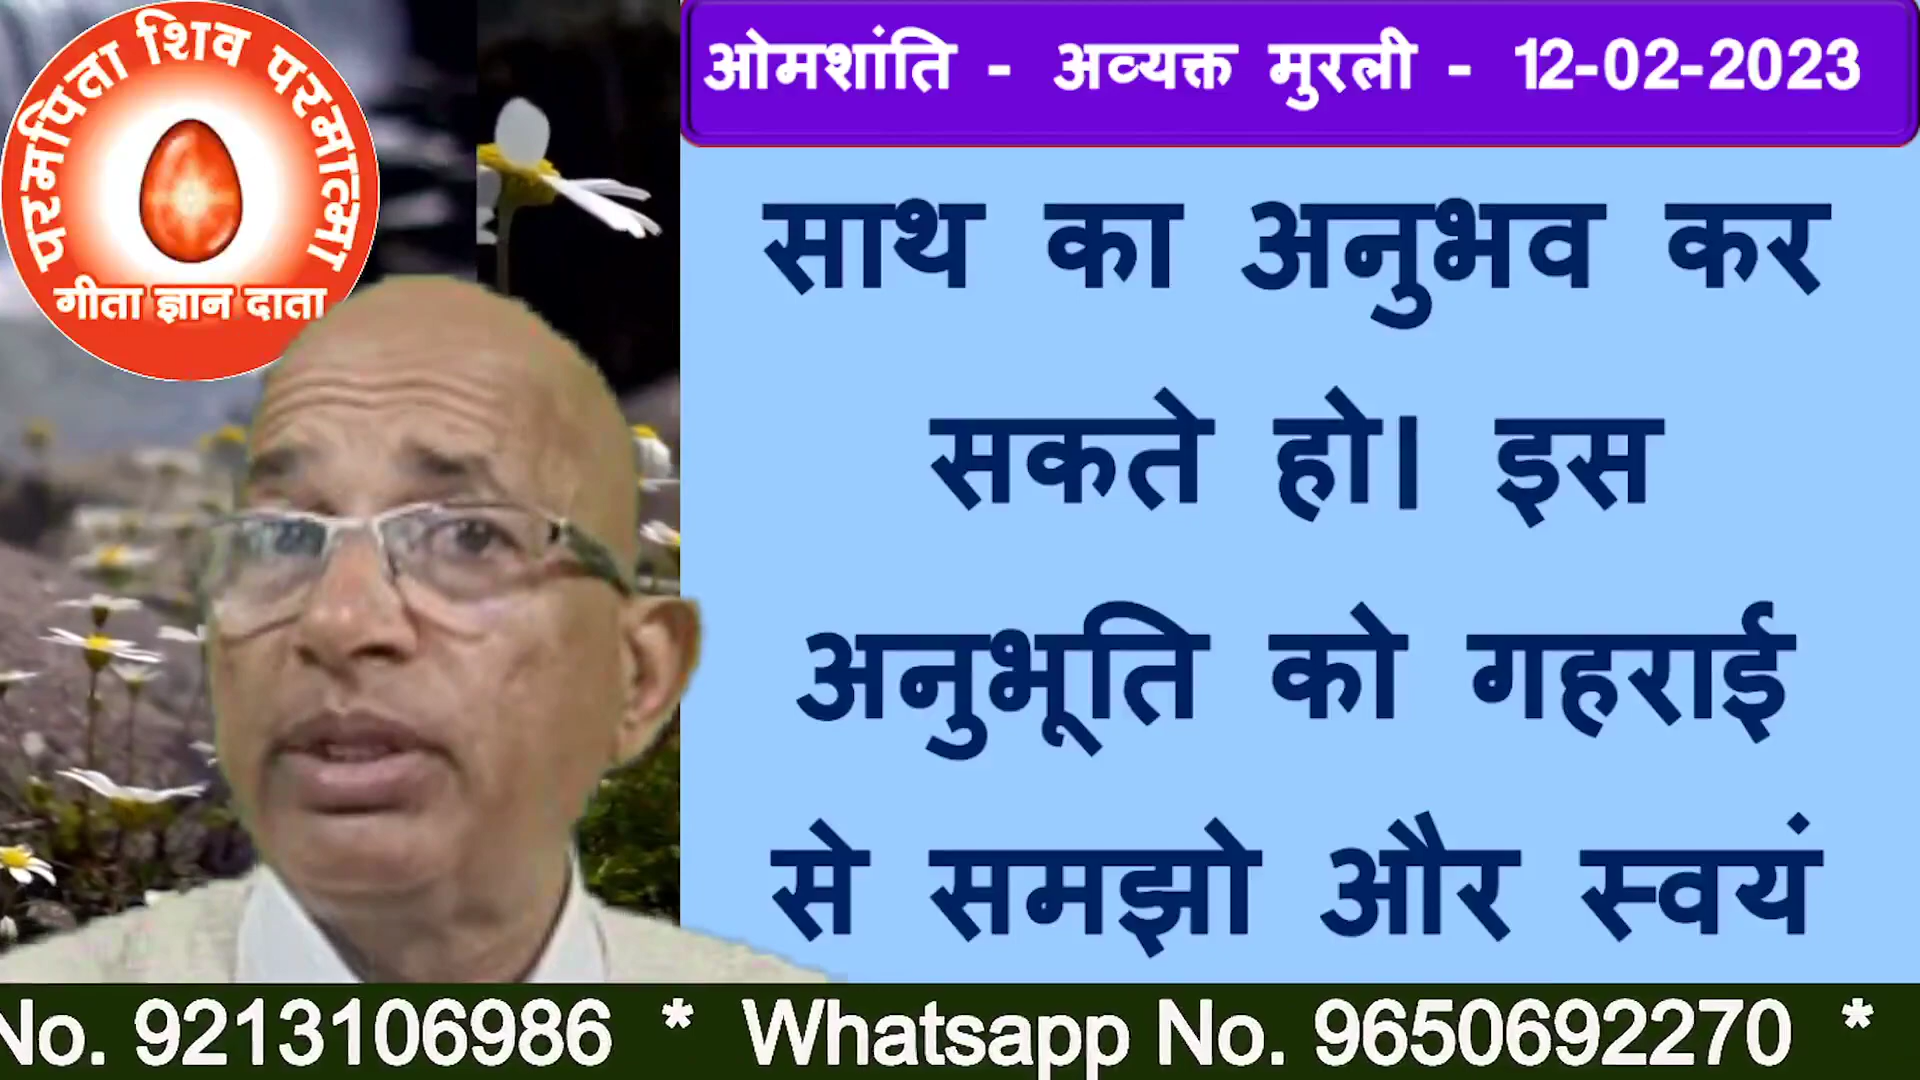 परमपिता शिव परमात्मा
गीता ज्ञान दाता
ओमशांति - अव्यक्त मुरली - 12-02-2023
साथ का अनुभव कर
सकते हो। इस
अनुभूति को गहराई
से समझो और स्वयं
No. 9213106986 * Whatsapp No. 9650692270 *